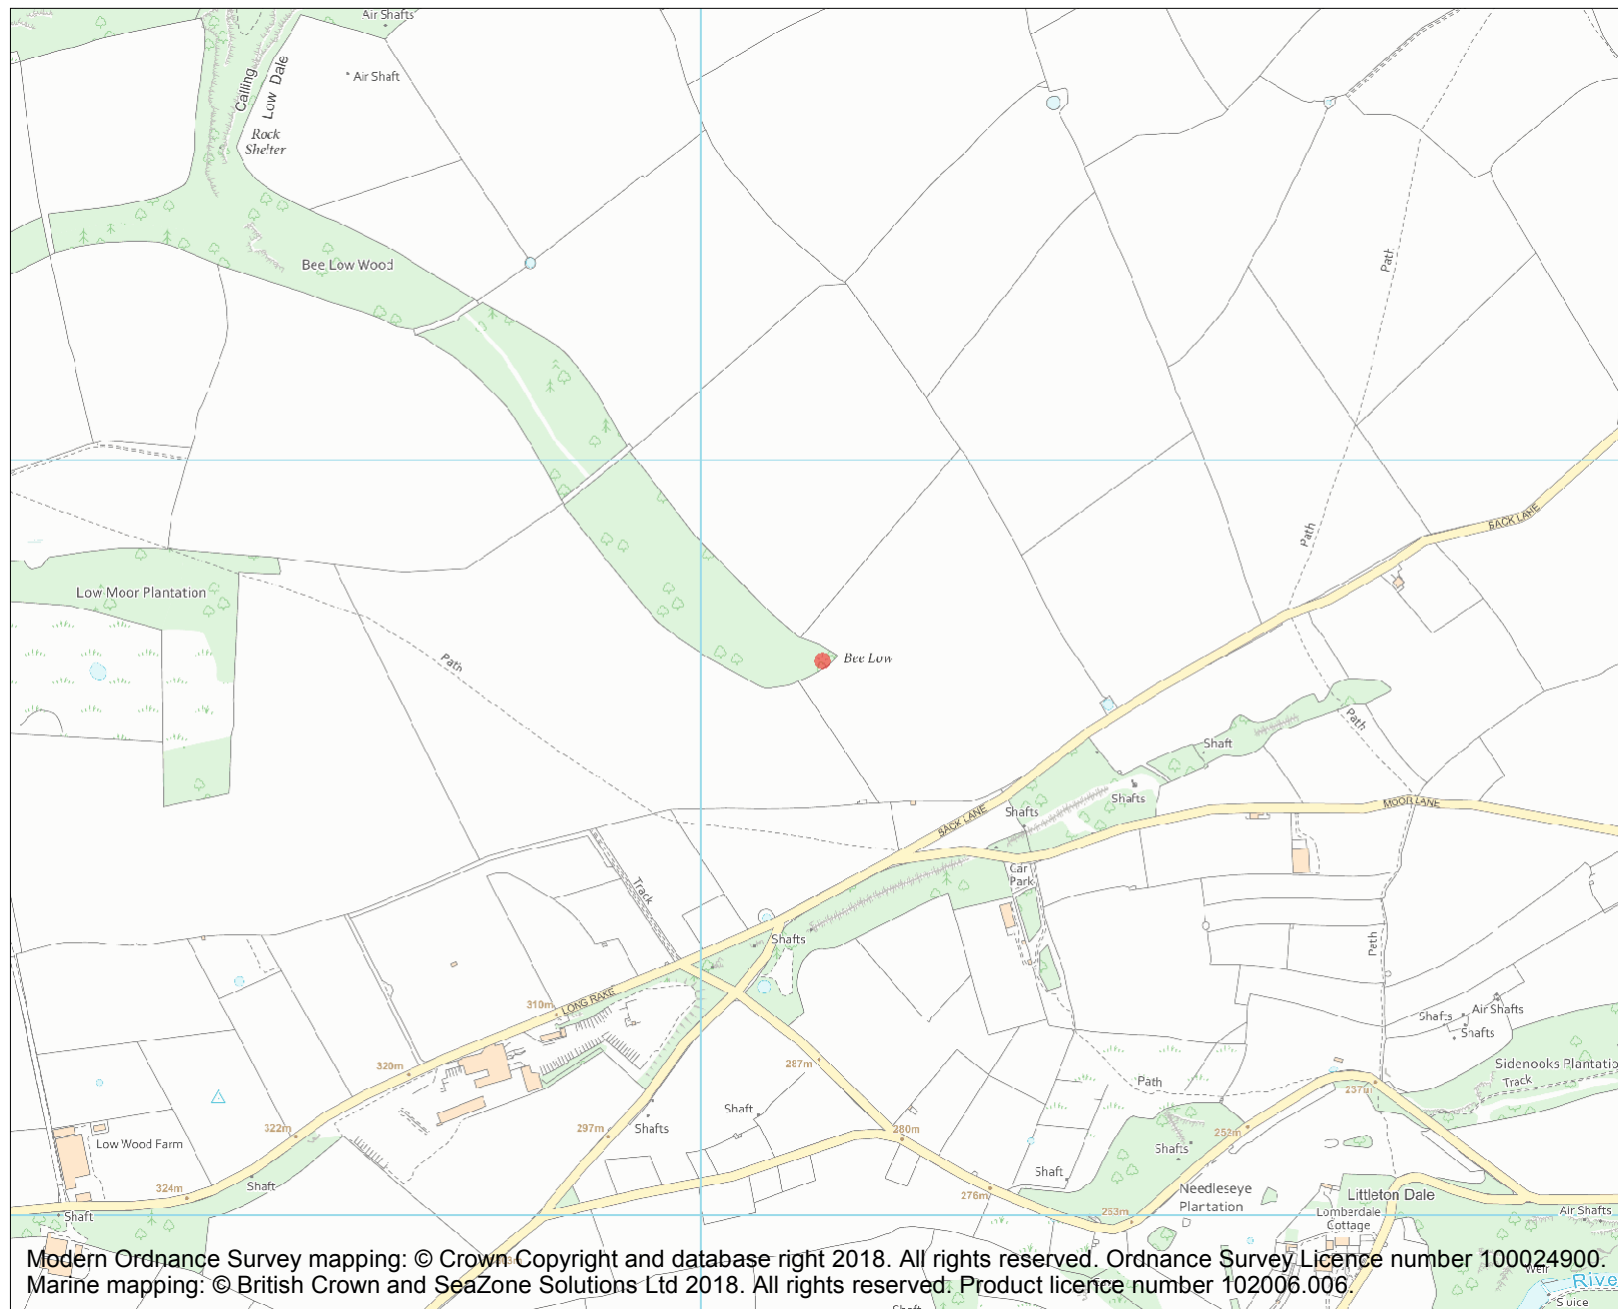 Air Shafts
Air Shaft
Calling
Low Dale
Rock
Shelter
Bee Low Wood
Path
BACK LANE
Path
Low Moor Plantation
Path
Bee Low
Path
Shaft
Shafts
Shafts
MOOR LANE
BACK LANE
Car
Park
Track
Shafts
Path
310m
LONG RAKE
Shafts
Air Shafts
Shafts
320m
287m
Sidenooks Plantatio
Track
Path
237m
Shaft
322m
297m
Shafts
280m
252m
Low Wood Farm
Shafts
Shaft
324m
Shaft
276m
Needleseye
Plantation
Littleton Dale
253m
Lomberdale
Cottage
Air Shafts
Shaft
Modern Ordnance Survey mapping: © Crown Copyright and database right 2018. All rights reserved. Ordnance Survey Licence number 100024900.
Marine mapping: © British Crown and SeaZone Solutions Ltd 2018. All rights reserved. Product licence number 102006.006.
Weir
Rive
Shaft